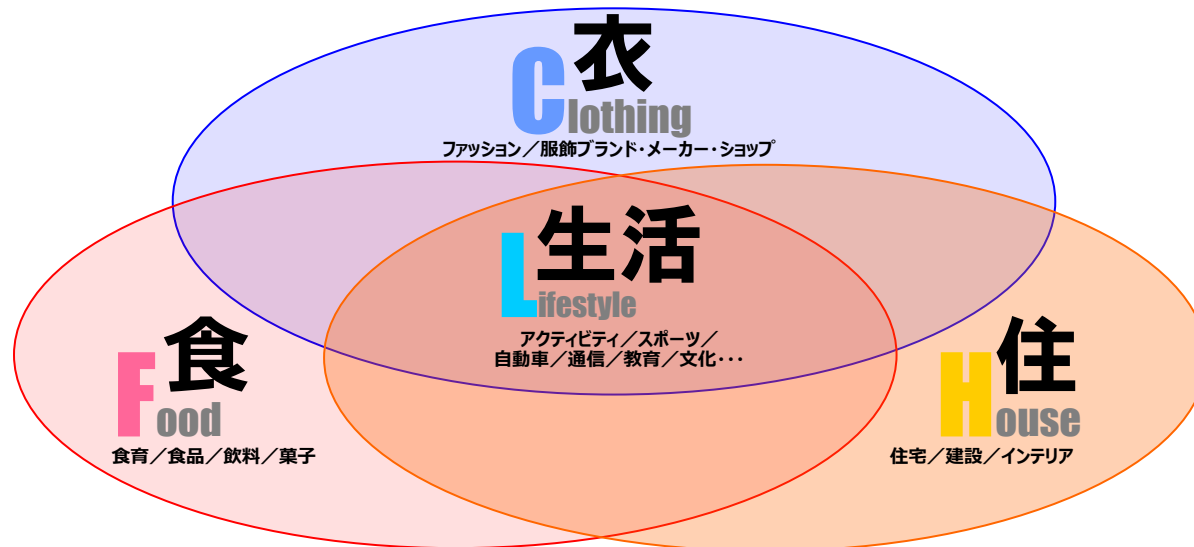 衣
Clothing
ファッション／服飾ブランド・メーカー・ショップ
生活
Lifestyle
アクティビティ／スポーツ／
自動車／通信／教育／文化･･･
食
Food
食育／食品／飲料／菓子
住
House
住宅／建設／インテリア